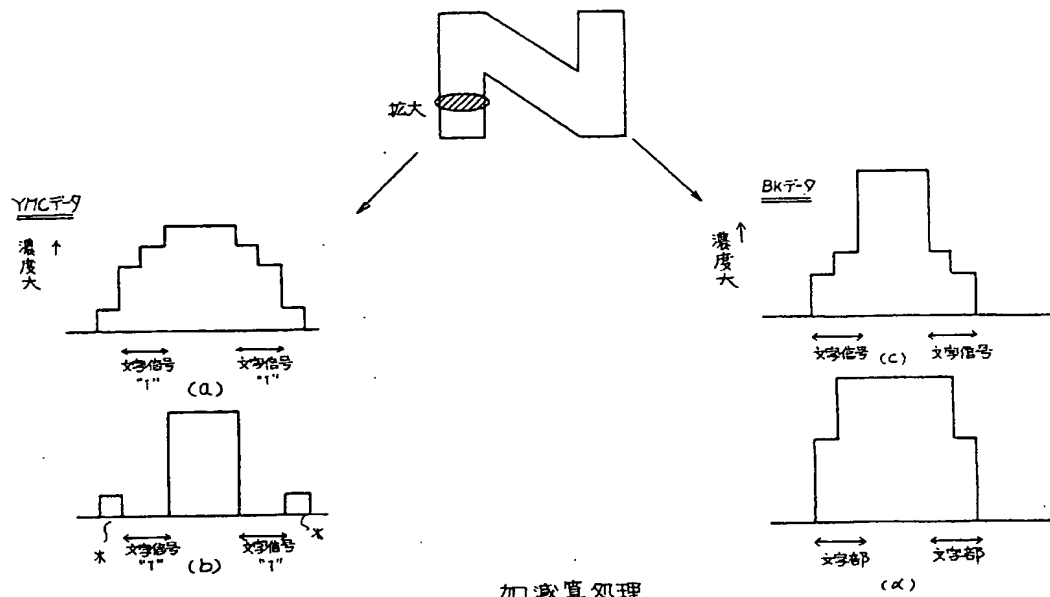 拡大
YMCデータ
濃度大
↑
文字信号
"1"
文字信号
"1"
(a)
*
文字信号
"1"
文字信号
"1"
*
(b)
BKデータ
濃度大
↑
文字信号
(c)
文字信号
文字部
文字部
(d)
加減算処理